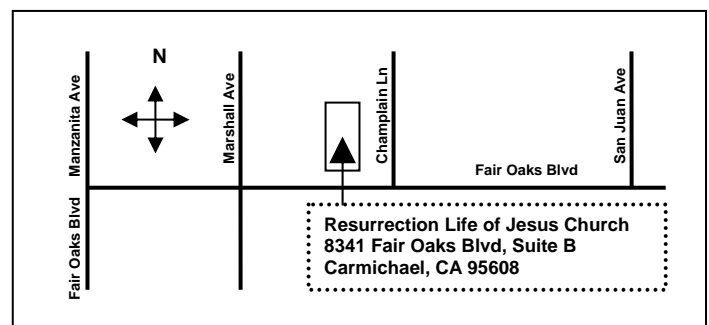 N
Manzanita Ave
Marshall Ave
Champlain Ln
San Juan Ave
Fair Oaks Blvd
Fair Oaks Blvd
Resurrection Life of Jesus Church
8341 Fair Oaks Blvd, Suite B
Carmichael, CA 95608